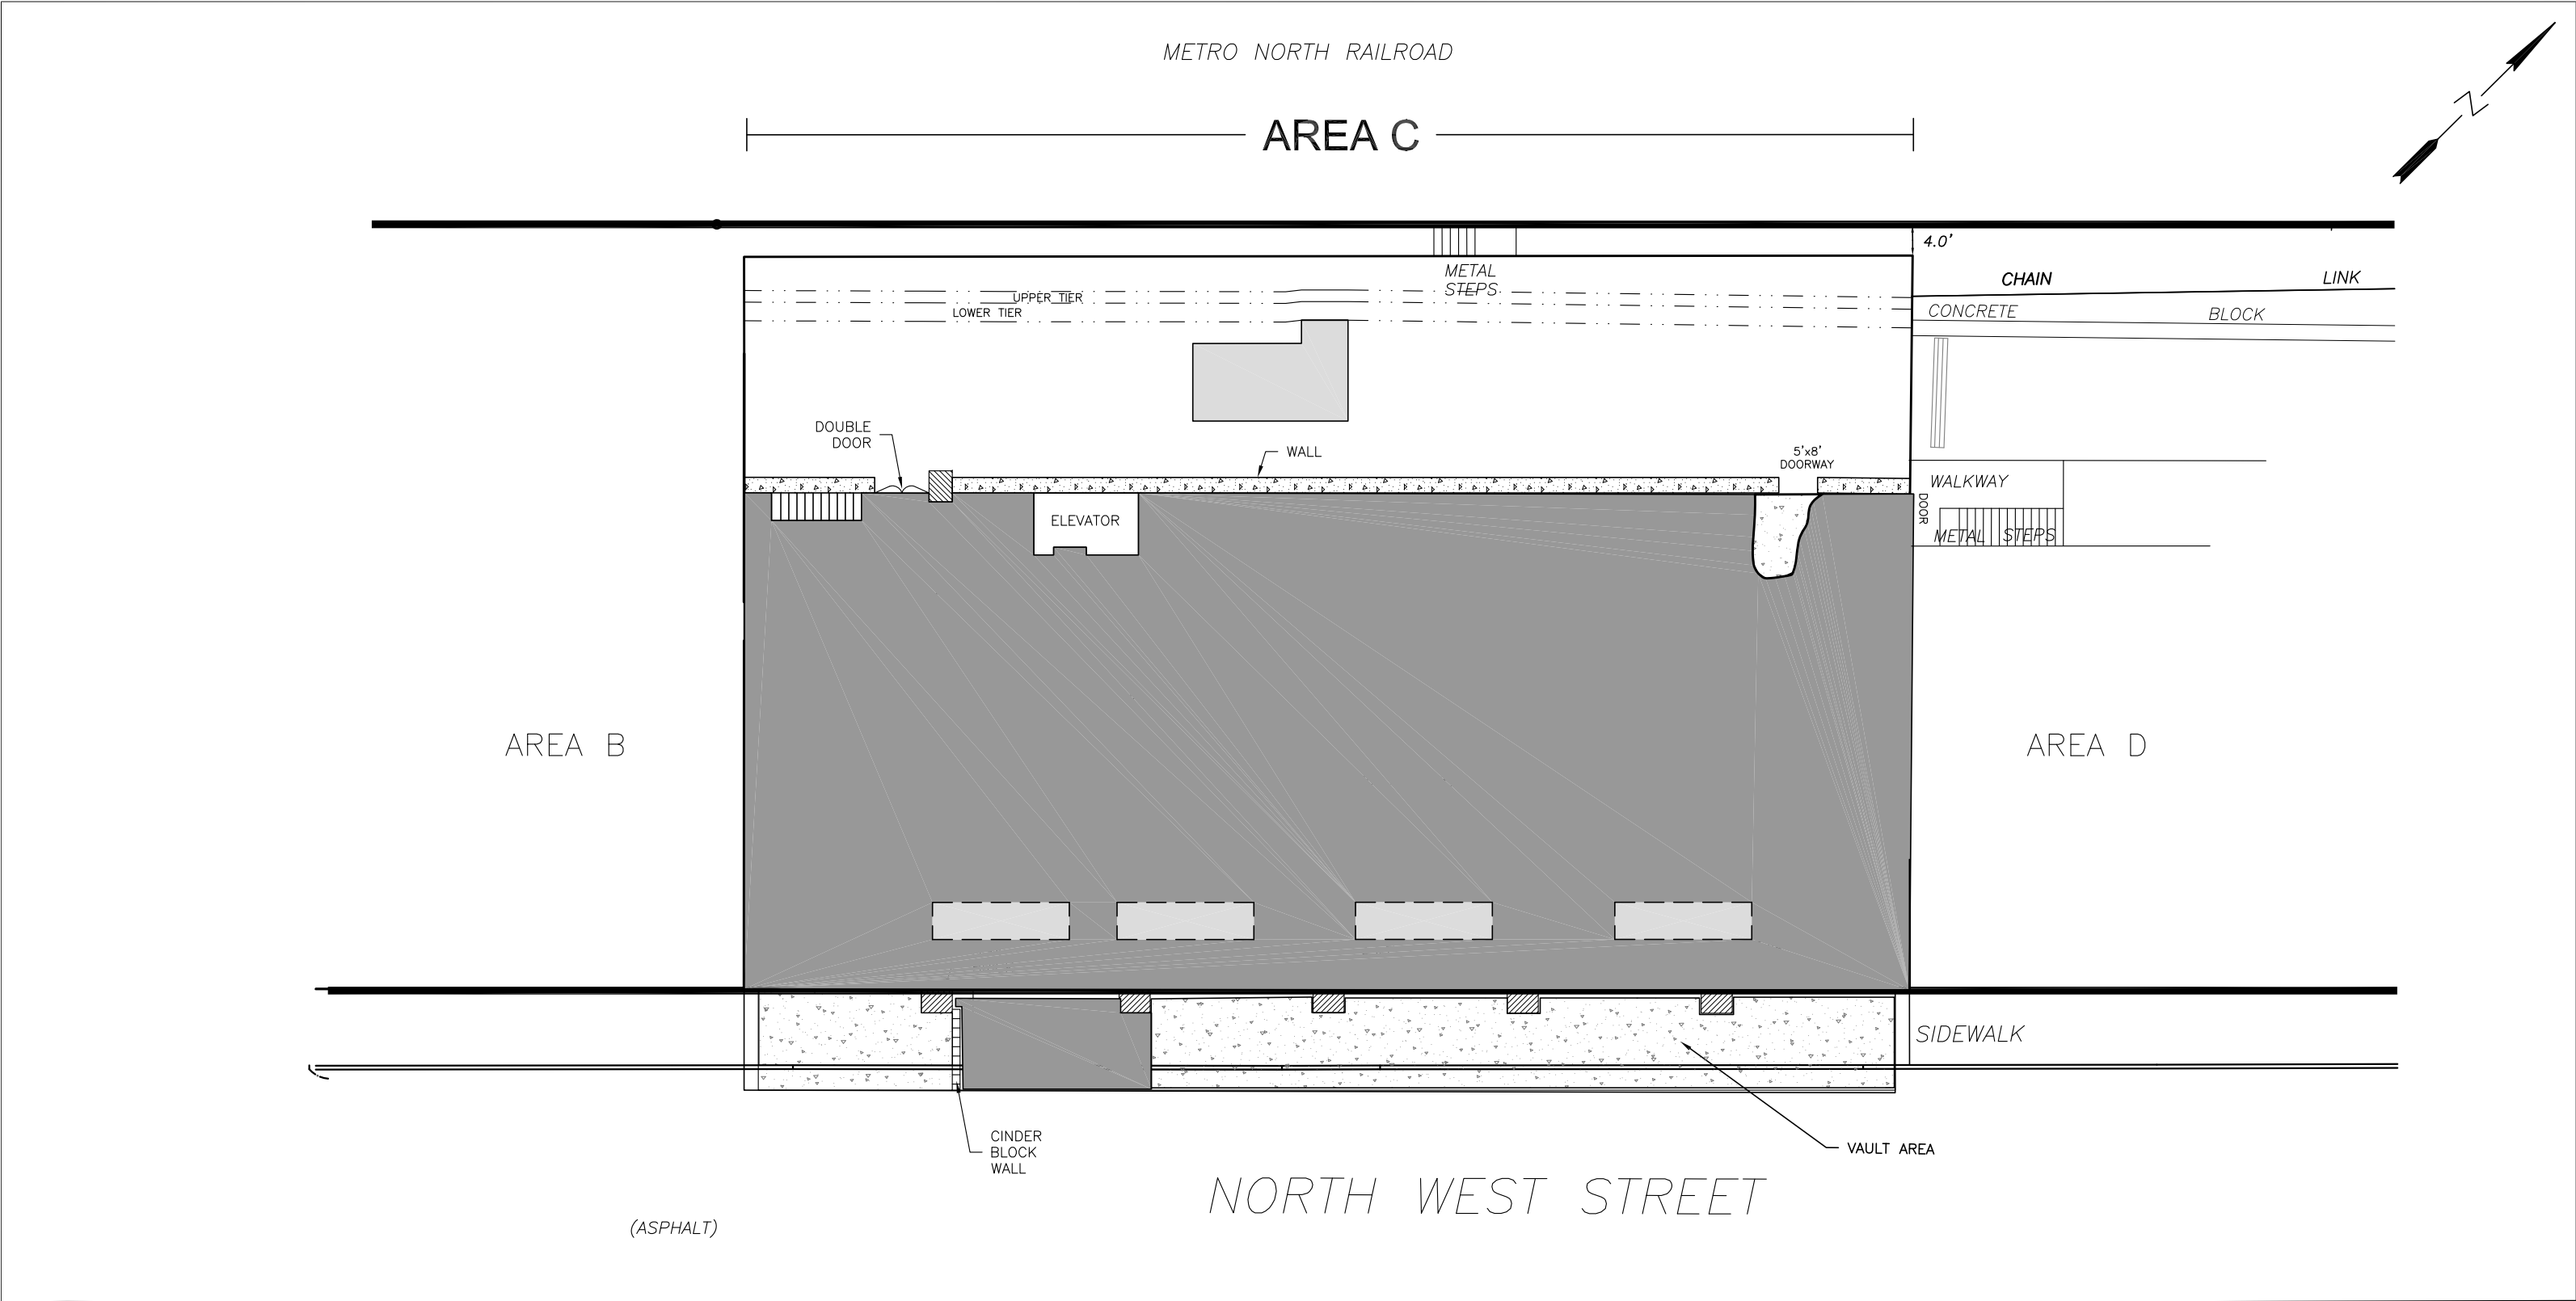 METRO NORTH RAILROAD
Z
AREA C
4.0'
METAL
STEPS
CHAIN LINK
UPPER TIER
LOWER TIER
CONCRETE BLOCK
DOUBLE
DOOR
WALL
5'x8'
DOORWAY
WALKWAY
DOOR
ELEVATOR
METAL STEPS
AREA B
AREA D
SIDEWALK
CINDER
BLOCK
WALL
VAULT AREA
NORTH WEST STREET
(ASPHALT)